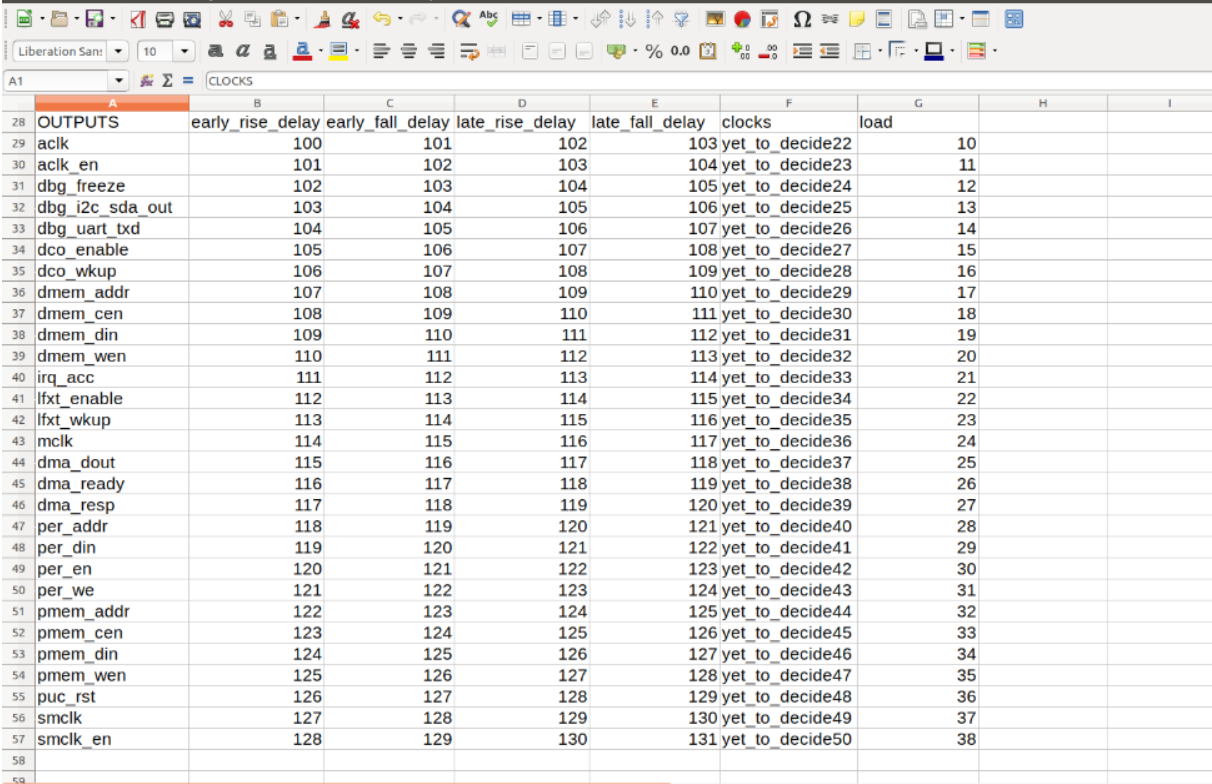 Liberation Sans 10 % 0.0
A1 Σ = CLOCKS
A B C D E F G H I
28 OUTPUTS early_rise_delay early_fall_delay late_rise_delay late_fall_delay clocks load
29 aclk 100 101 102 103 yet_to_decide22 10
30 aclk_en 101 102 103 104 yet_to_decide23 11
31 dbg_freeze 102 103 104 105 yet_to_decide24 12
32 dbg_i2c_sda_out 103 104 105 106 yet_to_decide25 13
33 dbg_uart_txd 104 105 106 107 yet_to_decide26 14
34 dco_enable 105 106 107 108 yet_to_decide27 15
35 dco_wkup 106 107 108 109 yet_to_decide28 16
36 dmem_addr 107 108 109 110 yet_to_decide29 17
37 dmem_cen 108 109 110 111 yet_to_decide30 18
38 dmem_din 109 110 111 112 yet_to_decide31 19
39 dmem_wen 110 111 112 113 yet_to_decide32 20
40 irq_acc 111 112 113 114 yet_to_decide33 21
41 lfxt_enable 112 113 114 115 yet_to_decide34 22
42 lfxt_wkup 113 114 115 116 yet_to_decide35 23
43 mclk 114 115 116 117 yet_to_decide36 24
44 dma_dout 115 116 117 118 yet_to_decide37 25
45 dma_ready 116 117 118 119 yet_to_decide38 26
46 dma_resp 117 118 119 120 yet_to_decide39 27
47 per_addr 118 119 120 121 yet_to_decide40 28
48 per_din 119 120 121 122 yet_to_decide41 29
49 per_en 120 121 122 123 yet_to_decide42 30
50 per_we 121 122 123 124 yet_to_decide43 31
51 pmem_addr 122 123 124 125 yet_to_decide44 32
52 pmem_cen 123 124 125 126 yet_to_decide45 33
53 pmem_din 124 125 126 127 yet_to_decide46 34
54 pmem_wen 125 126 127 128 yet_to_decide47 35
55 puc_rst 126 127 128 129 yet_to_decide48 36
56 smclk 127 128 129 130 yet_to_decide49 37
57 smclk_en 128 129 130 131 yet_to_decide50 38
58
59